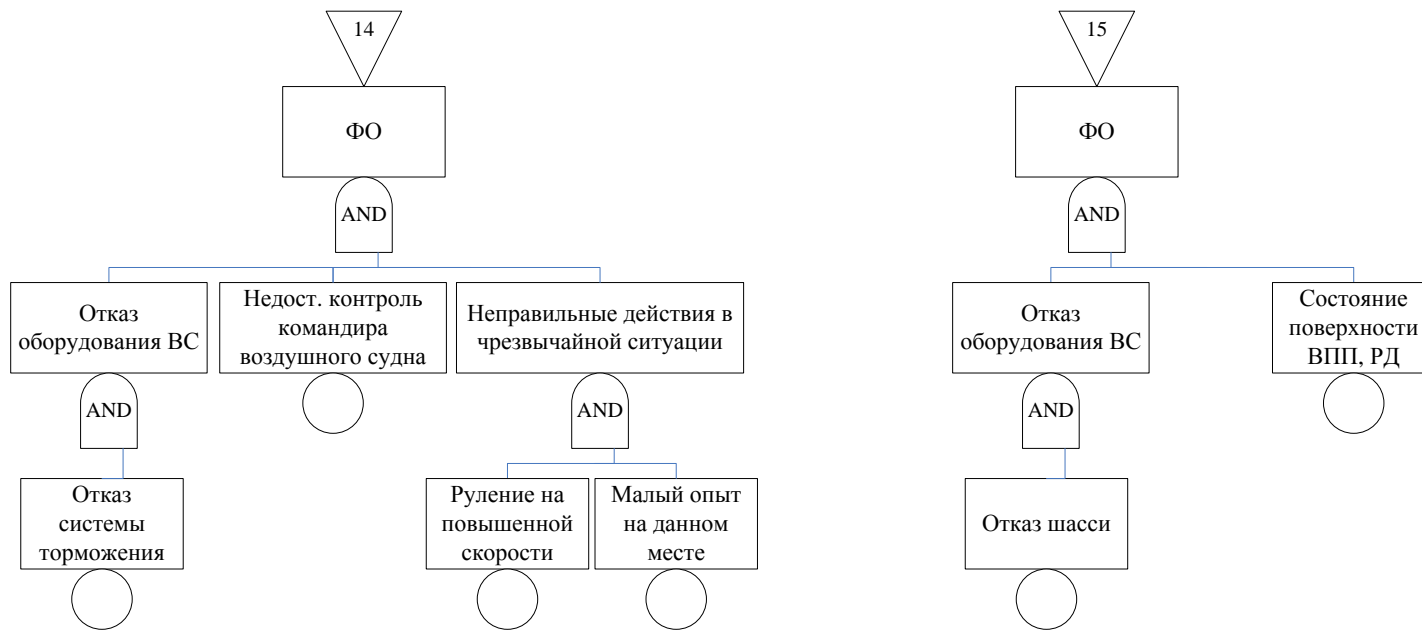 14
ФО
AND
Отказ
оборудования ВС
Недост. контроль
командира
воздушного судна
Неправильные действия в
чрезвычайной ситуации
AND
AND
Отказ
системы
торможения
Руление на
повышенной
скорости
Малый опыт
на данном
месте
15
ФО
AND
Отказ
оборудования ВС
Состояние
поверхности
ВПП, РД
AND
Отказ шасси